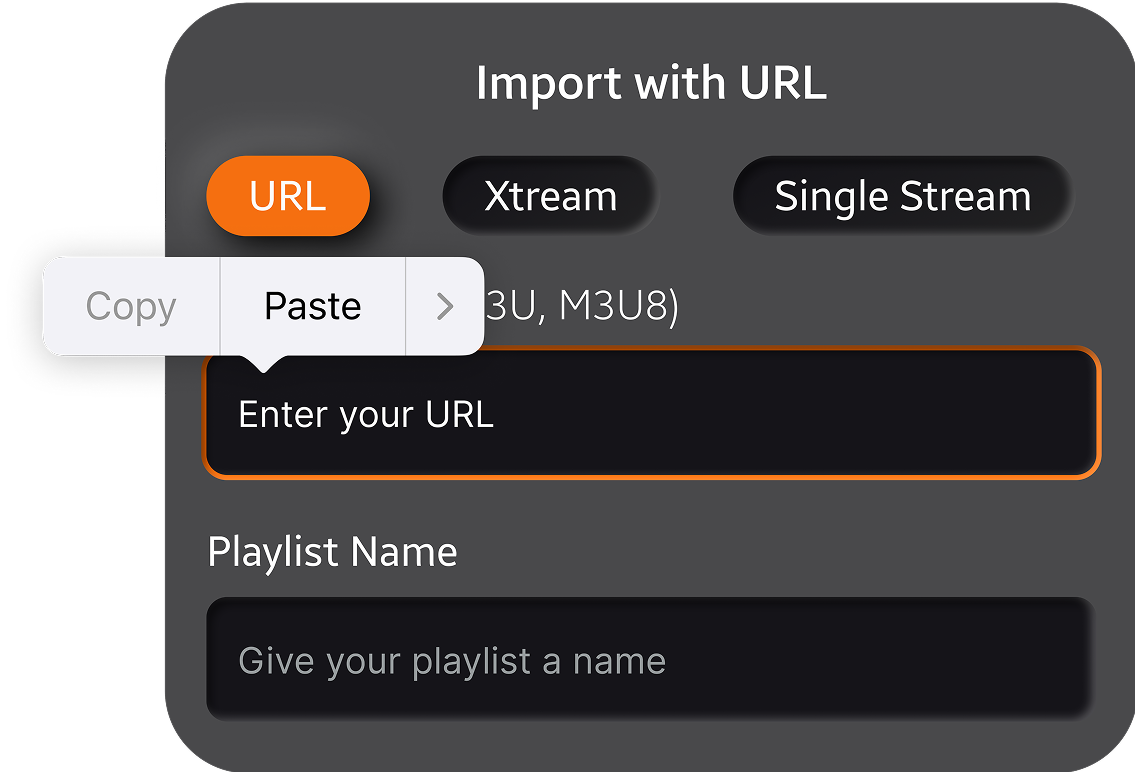 Import with URL
URL Xtream Single Stream
Copy Paste 3U, M3U8)
Enter your URL
Playlist Name
Give your playlist a name